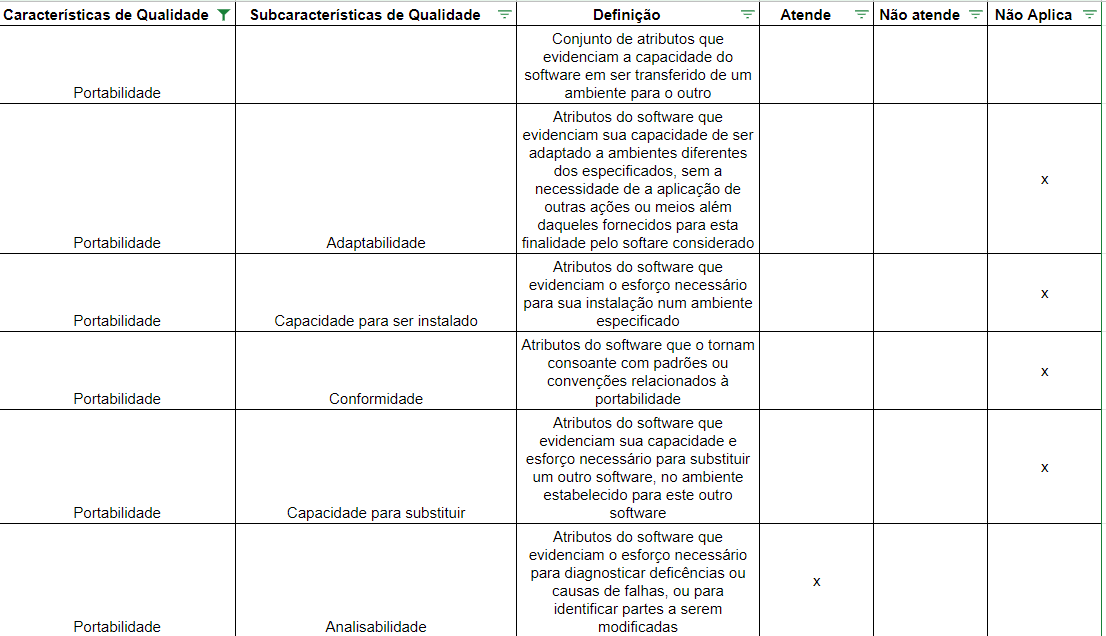 Características de Qualidade
Subcaracterísticas de Qualidade
Definição
Atende
Não atende
Não Aplica
Portabilidade
Conjunto de atributos que
evidenciam a capacidade do
software em ser transferido de um
ambiente para o outro
Portabilidade
Adaptabilidade
Atributos do software que
evidenciam sua capacidade de ser
adaptado a ambientes diferentes
dos especificados, sem a
necessidade de a aplicação de
outras ações ou meios além
daqueles fornecidos para esta
finalidade pelo softare considerado
x
Portabilidade
Capacidade para ser instalado
Atributos do software que
evidenciam o esforço necessário
para sua instalação num ambiente
especificado
x
Portabilidade
Conformidade
Atributos do software que o tornam
consoante com padrões ou
convenções relacionados à
portabilidade
x
Portabilidade
Capacidade para substituir
Atributos do software que
evidenciam sua capacidade e
esforço necessário para substituir
um outro software, no ambiente
estabelecido para este outro
software
x
Portabilidade
Analisabilidade
Atributos do software que
evidenciam o esforço necessário
para diagnosticar deficências ou
causas de falhas, ou para
identificar partes a serem
modificadas
x